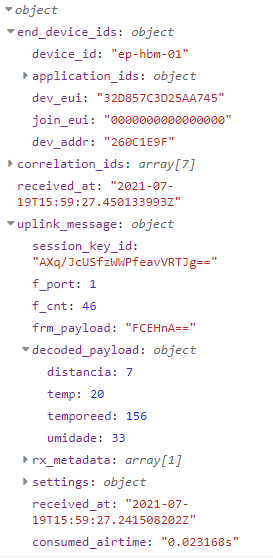 object
end_device_ids: object
device_id: "ep-hbm-01"
application_ids: object
dev_eui: "32D857C3D25AA745"
join_eui: "0000000000000000"
dev_addr: "260C1E9F"
correlation_ids: array[7]
received_at: "2021-07-
19T15:59:27.450133993Z"
uplink_message: object
session_key_id:
"AXq/JcUSfzWWPfeavVRTJg=="
f_port: 1
f_cnt: 46
frm_payload: "FCEHnA=="
decoded_payload: object
distancia: 7
temp: 20
temporeed: 156
umidade: 33
rx_metadata: array[1]
settings: object
received_at: "2021-07-
19T15:59:27.241508202Z"
consumed_airtime: "0.023168s"